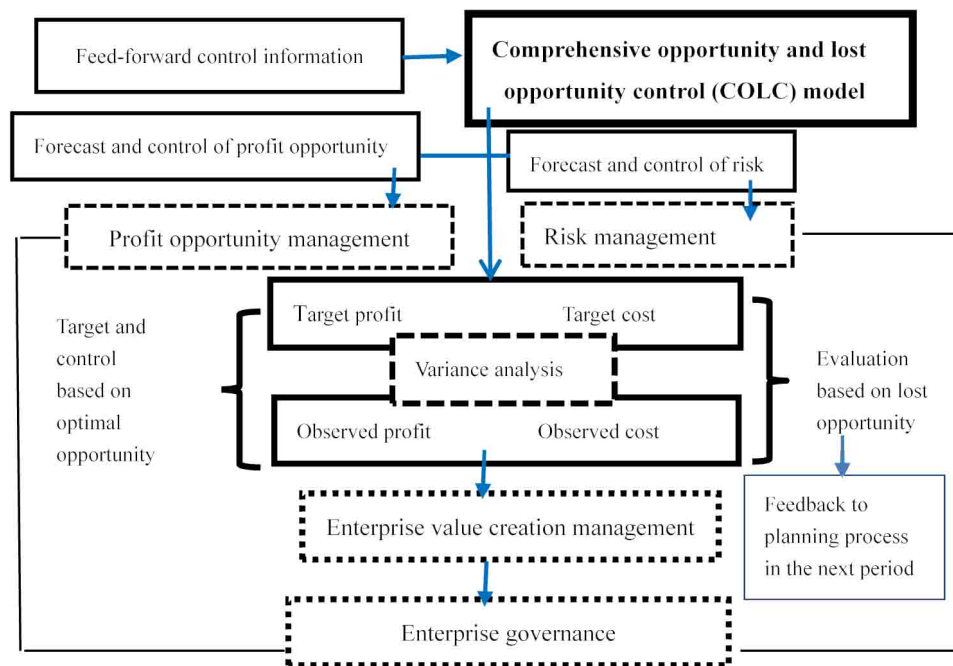 Feed-forward control information
Comprehensive opportunity and lost
opportunity control (COLC) model
Forecast and control of profit opportunity
Forecast and control of risk
Profit opportunity management
Risk management
Target profit
Target cost
Target and
control
based on
optimal
opportunity
Variance analysis
Evaluation
based on lost
opportunity
Observed profit
Observed cost
Feedback to
planning process
in the next period
Enterprise value creation management
Enterprise governance